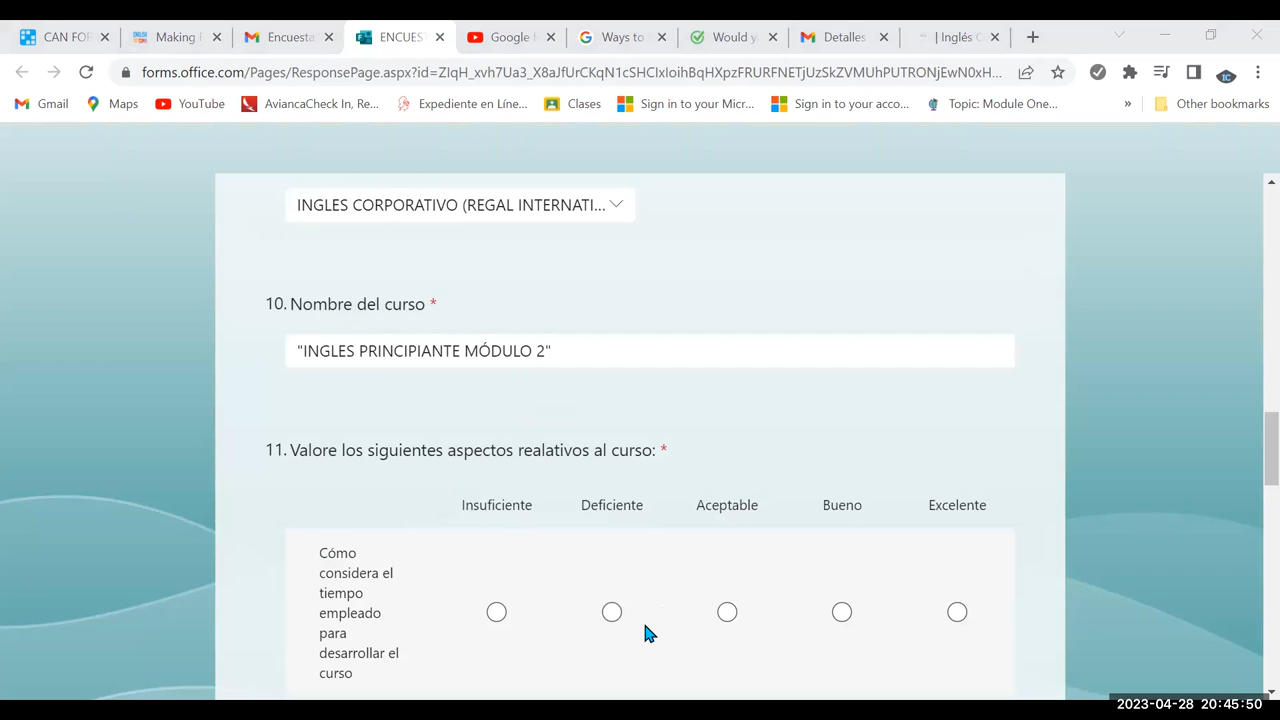 CAN FOR
Making
Encuesta
ENCUES
Google
Ways to
Would y
Detalles
| Inglés C
forms.office.com/Pages/ResponsePage.aspx?id=
Gmail
Maps
YouTube
AviancaCheck In, Re...
Expediente en Líne...
Clases
Sign in to your Micr...
Sign in to your acco...
Topic: Module One...
»
Other bookmarks
INGLES CORPORATIVO (REGAL INTERNATI...
10. Nombre del curso *
"INGLES PRINCIPIANTE MÓDULO 2"
11. Valore los siguientes aspectos realativos al curso: *
Insuficiente Deficiente Aceptable Bueno Excelente
Cómo
considera el
tiempo
empleado
para
desarrollar el
curso
2023-04-28 20:45:50